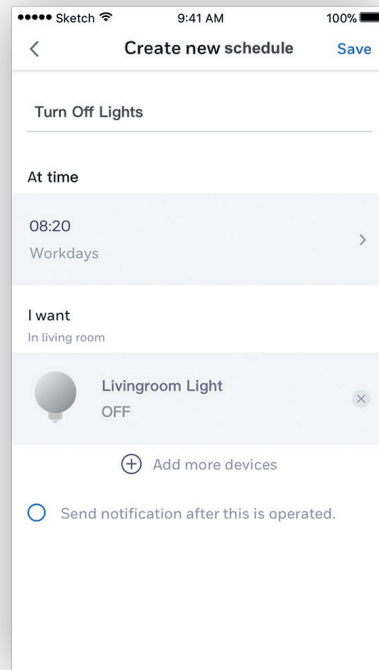 Sketch 9:41 AM 100%
Create new schedule Save
Turn Off Lights
At time
08:20
Workdays
I want
In living room
Livingroom Light
OFF
Add more devices
Send notification after this is operated.